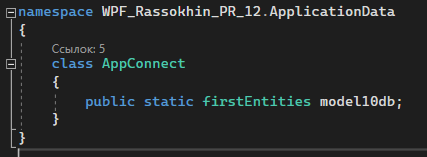 namespace WPF_Rassokhin_PR_12.ApplicationData
{
Ссылок: 5
class AppConnect
{
public static firstEntities model10db;
}
}